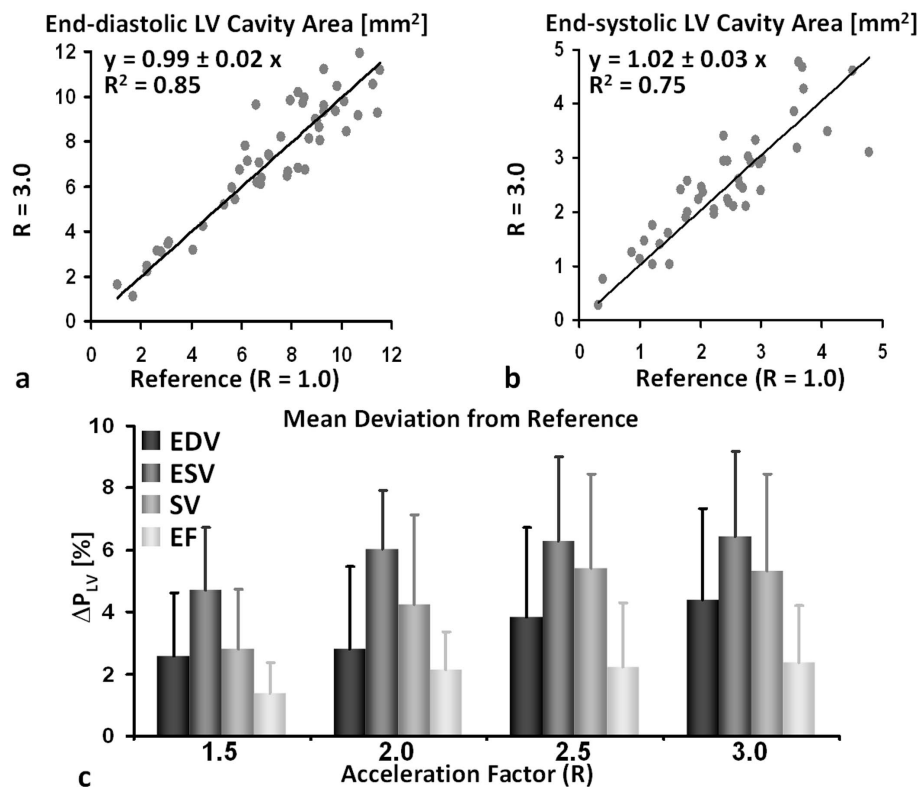 End-diastolic LV Cavity Area [mm²]
y = 0.99 ± 0.02 x
R² = 0.85
12
10
8
6
4
2
0
R = 3.0
0 2 4 6 8 10 12
Reference (R = 1.0)
a
End-systolic LV Cavity Area [mm²]
y = 1.02 ± 0.03 x
R² = 0.75
5
4
3
2
1
0
R = 3.0
0 1 2 3 4 5
Reference (R = 1.0)
b
Mean Deviation from Reference
10
8
6
4
2
0
ΔP_LV [%]
EDV
ESV
SV
EF
1.5 2.0 2.5 3.0
Acceleration Factor (R)
c